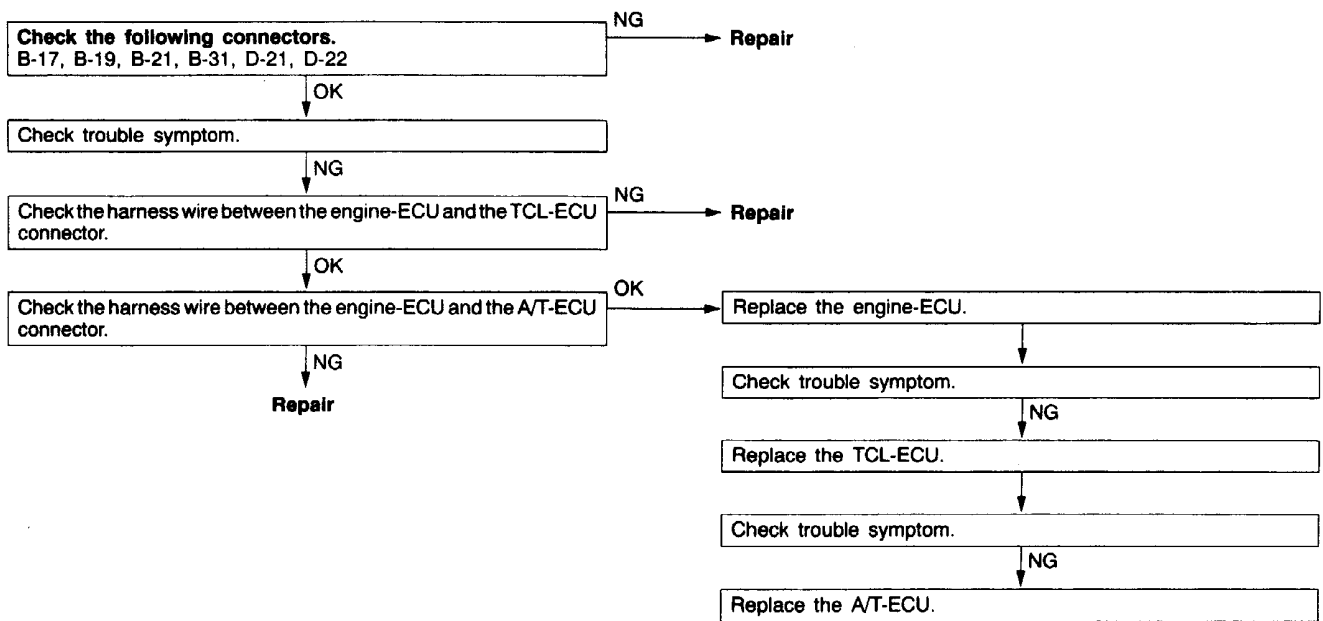 NG
Check the following connectors.
B-17, B-19, B-21, B-31, D-21, D-22
Repair
OK
Check trouble symptom.
NG
Check the harness wire between the engine-ECU and the TCL-ECU
connector.
NG
Repair
OK
Check the harness wire between the engine-ECU and the A/T-ECU
connector.
OK
Replace the engine-ECU.
NG
Repair
Check trouble symptom.
NG
Replace the TCL-ECU.
Check trouble symptom.
NG
Replace the A/T-ECU.